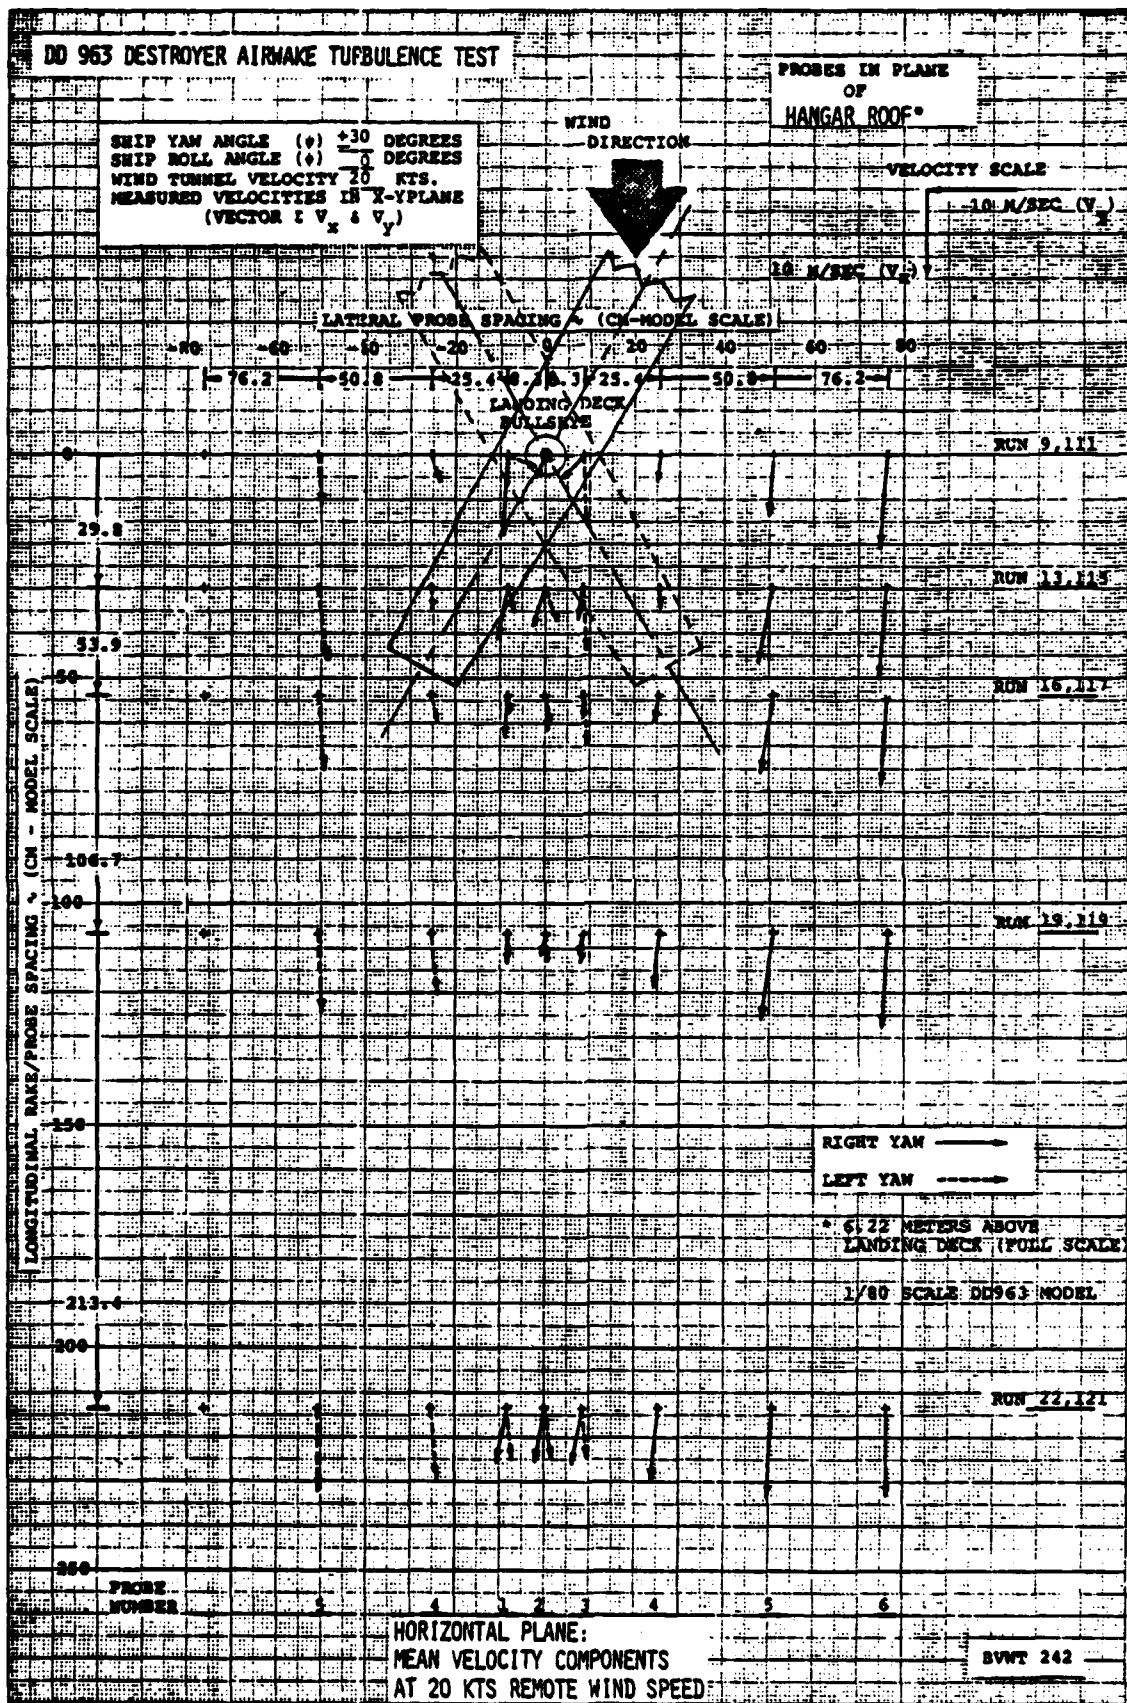 DD 963 DESTROYER AIRWAKE TUFBULENCE TEST
PROBES IN PLANE
OF
HANGAR ROOF*
SHIP YAW ANGLE (ψ) ±30 DEGREES
SHIP ROLL ANGLE (φ) 0 DEGREES
WIND TUNNEL VELOCITY 20 KTS.
MEASURED VELOCITIES IN X-YPLANE
(VECTOR Σ Vx & Vy)
WIND
DIRECTION
VELOCITY SCALE
10 M/SEC
10 M/SEC
LATERAL PROBE SPACING ~ (CM-MODEL SCALE)
-80 -60 -20 0 20 40 60 80
76.2 50.8 25.4 8.3 8.3 25.4 50.8 76.2
LANDING DECK
BULLSEYE
0
RUN 9,111
29.8
RUN 13,115
53.9
50
RUN 16,117
106.7
100
RUN 19,119
LONGITUDINAL RAKE/PROBE SPACING ~ (CM - MODEL SCALE)
150
RIGHT YAW
LEFT YAW
* 6.22 METERS ABOVE
LANDING DECK (FULL SCALE)
213.4
1/80 SCALE DD963 MODEL
200
RUN 22,121
250
PROBE
NUMBER
5 4 1 2 3 4 5 6
HORIZONTAL PLANE:
MEAN VELOCITY COMPONENTS
AT 20 KTS REMOTE WIND SPEED
BVWT 242